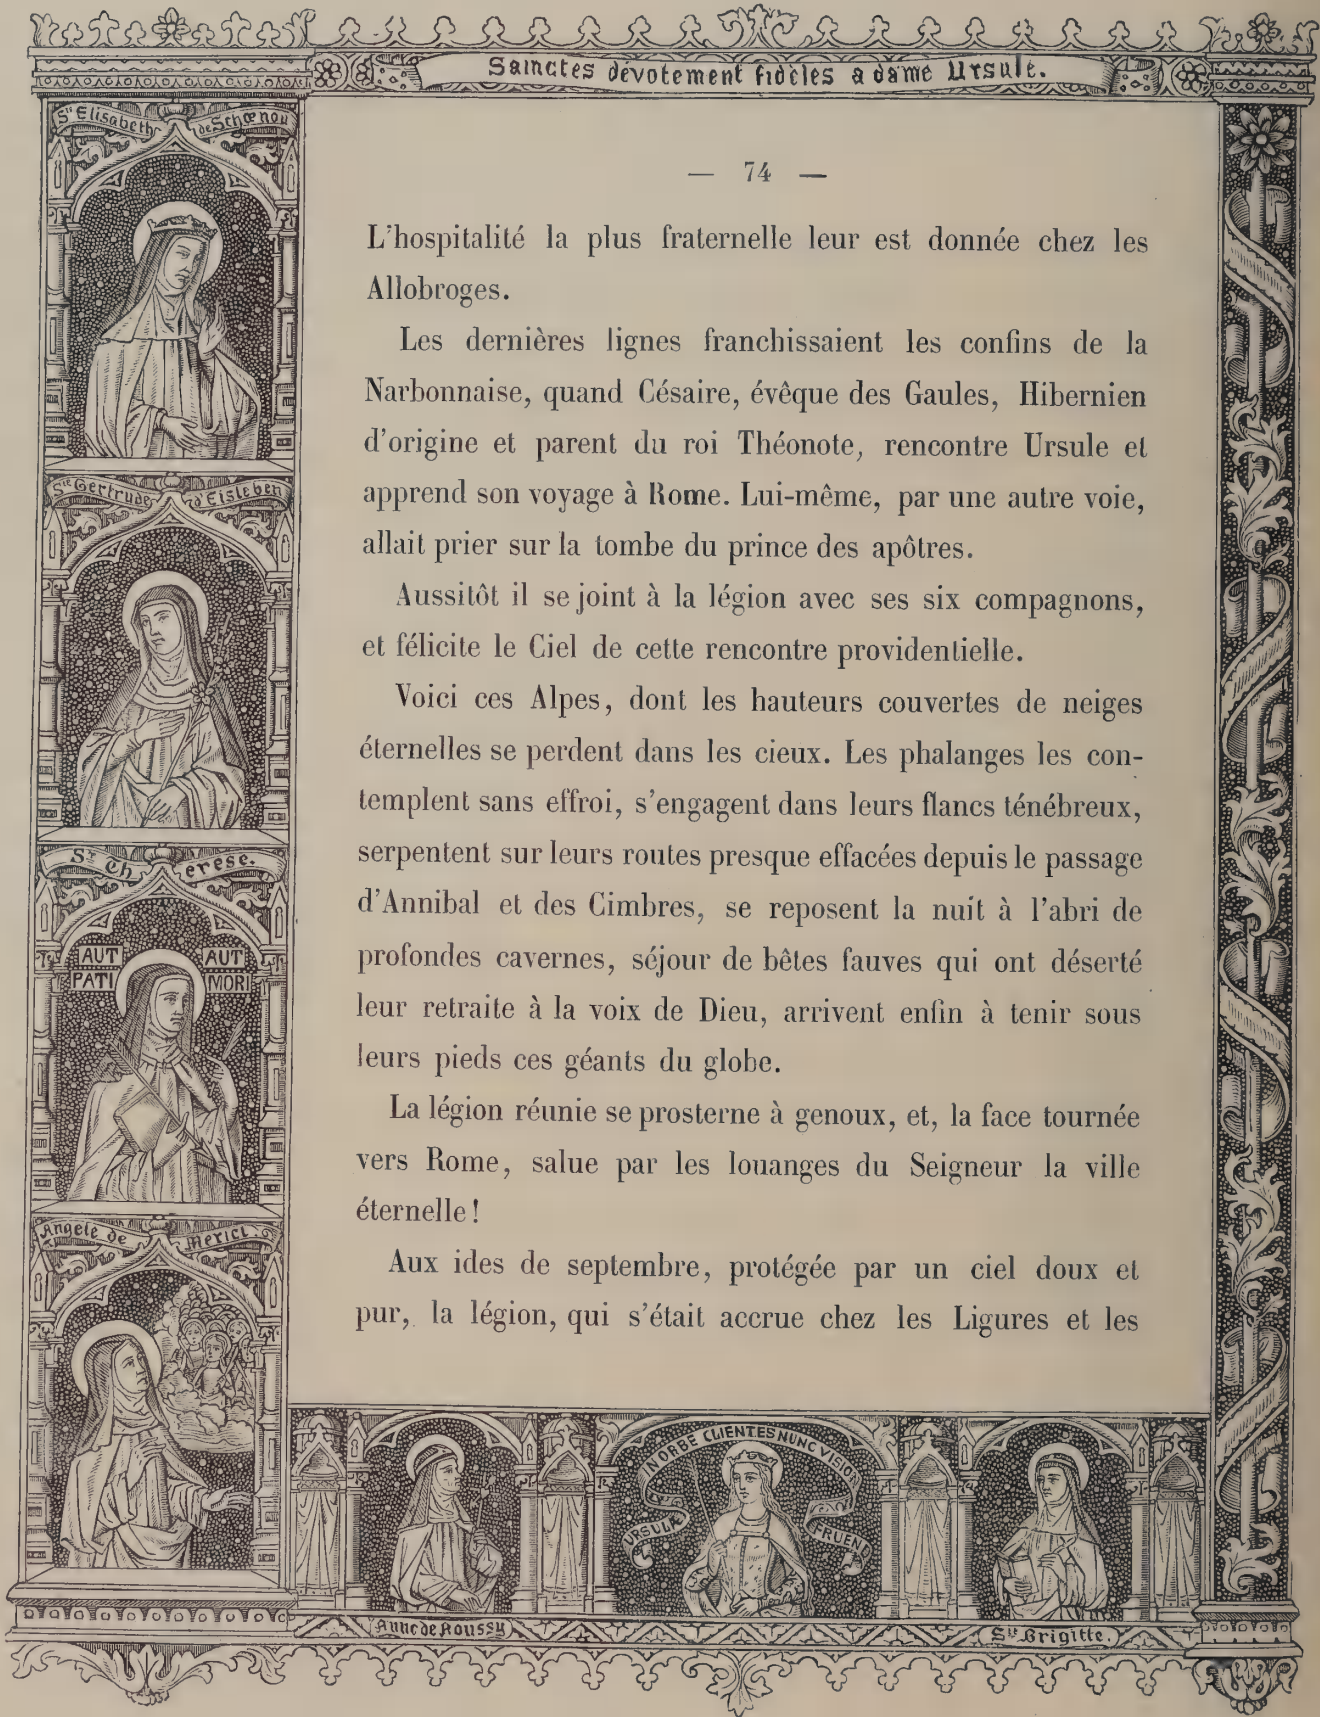 Sainctes dévotement fidèles a dame Ursule.
Ste Elisabeth de Schœnou
— 74 —
L'hospitalité la plus fraternelle leur est donnée chez les
Allobroges.
Les dernières lignes franchissaient les confins de la
Narbonnaise, quand Césaire, évêque des Gaules, Hibernien
d'origine et parent du roi Théonote, rencontre Ursule et
apprend son voyage à Rome. Lui-même, par une autre voie,
allait prier sur la tombe du prince des apôtres.
Aussitôt il se joint à la légion avec ses six compagnons,
et félicite le Ciel de cette rencontre providentielle.
Voici ces Alpes, dont les hauteurs couvertes de neiges
éternelles se perdent dans les cieux. Les phalanges les con-
templent sans effroi, s'engagent dans leurs flancs ténébreux,
serpentent sur leurs routes presque effacées depuis le passage
d'Annibal et des Cimbres, se reposent la nuit à l'abri de
profondes cavernes, séjour de bêtes fauves qui ont déserté
leur retraite à la voix de Dieu, arrivent enfin à tenir sous
leurs pieds ces géants du globe.
La légion réunie se prosterne à genoux, et, la face tournée
vers Rome, salue par les louanges du Seigneur la ville
éternelle !
Aux ides de septembre, protégée par un ciel doux et
pur, la légion, qui s'était accrue chez les Ligures et les
Ste Gertrude d'Eisleben
Ste Therese.
AUT PATI AUT MORI
Angele de Merici.
URSULÆ IN ORBE CLIENTES NUNC VISION FRUEN
Anne de Roussy
Ste Brigitte.